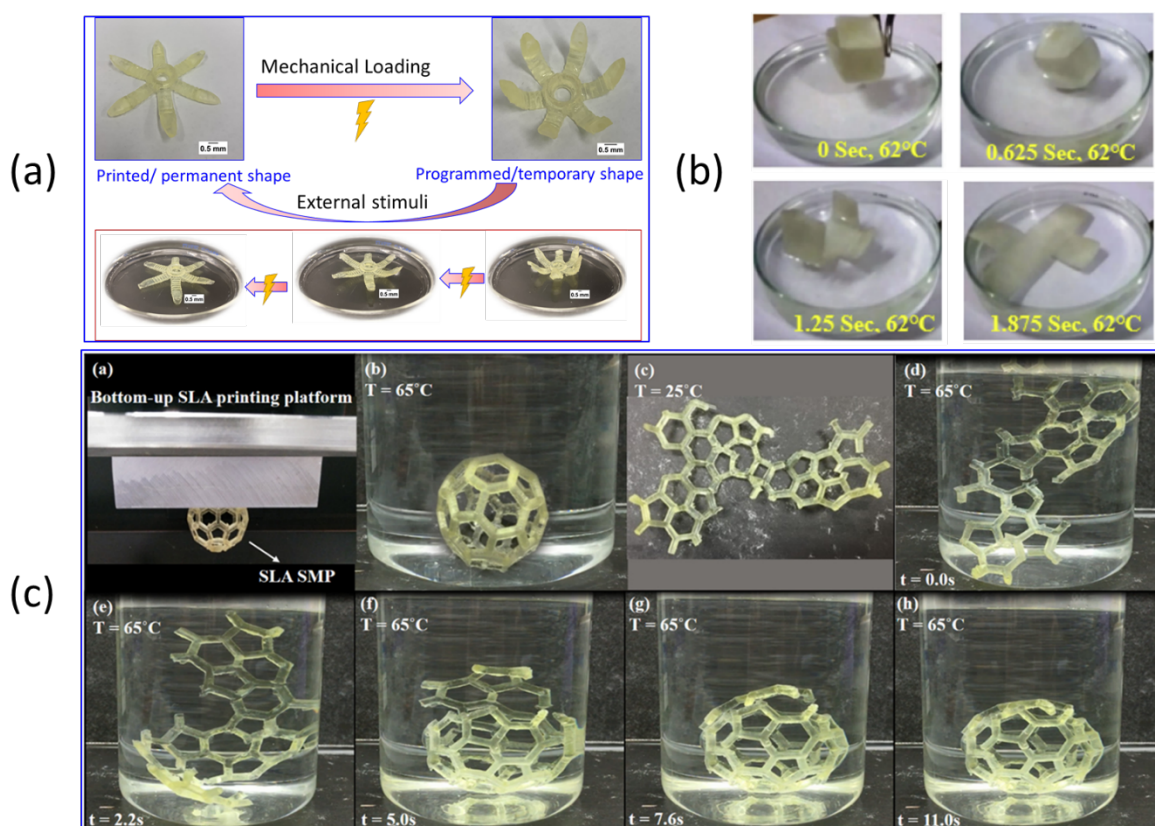 (a)
Mechanical Loading
0.5 mm
0.5 mm
Printed/ permanent shape
Programmed/temporary shape
External stimuli
0.5 mm
0.5 mm
0.5 mm
(b)
0 Sec, 62°C
0.625 Sec, 62°C
1.25 Sec, 62°C
1.875 Sec, 62°C
(c)
(a)
Bottom-up SLA printing platform
SLA SMP
(b)
T = 65°C
(c)
T = 25°C
(d)
T = 65°C
t = 0.0s
(e)
T = 65°C
t = 2.2s
(f)
T = 65°C
t = 5.0s
(g)
T = 65°C
t = 7.6s
(h)
T = 65°C
t = 11.0s